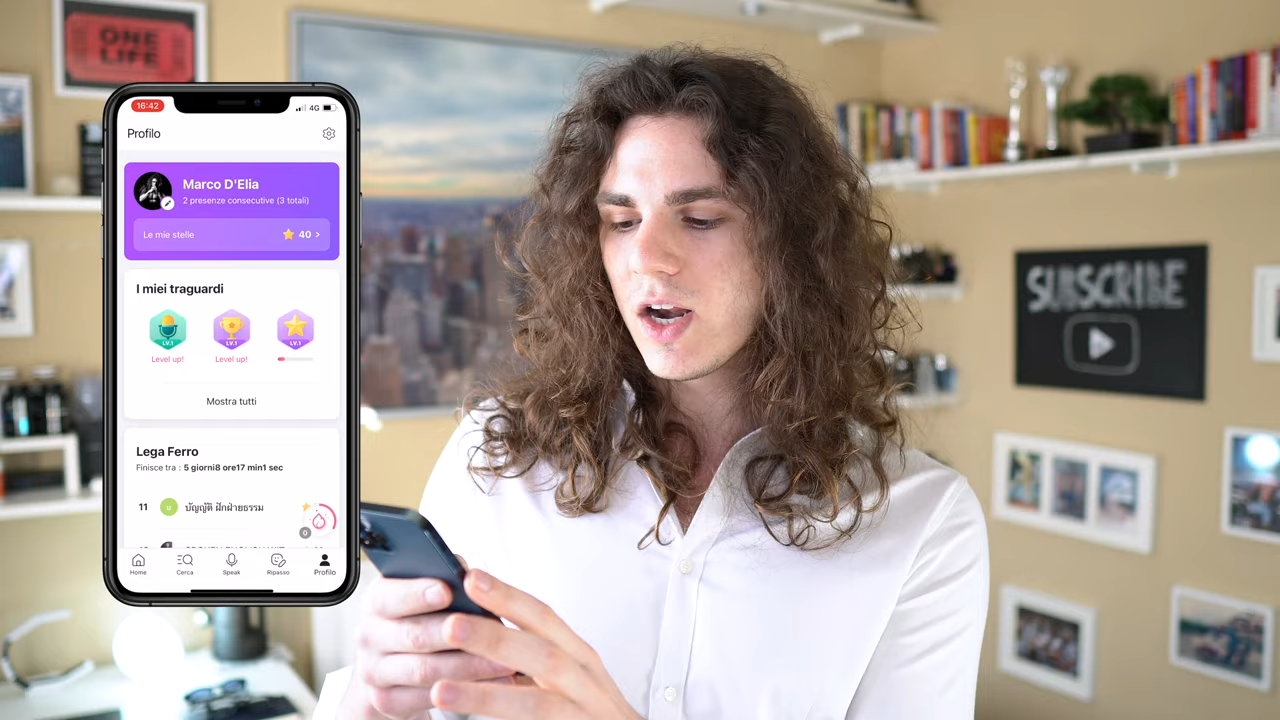 ONE
LIFE
16:42
4G
Profilo
Marco D'Elia
2 presenze consecutive (3 totali)
Le mie stelle
40
I miei traguardi
LV.1
LV.1
LV.1
Level up!
Level up!
Mostra tutti
Lega Ferro
Finisce tra : 5 giorni8 ore17 min1 sec
11
U
บัญญัติ ฝักฝ่ายธรรม
0
Home
Cerca
Speak
Ripasso
Profilo
SUBSCRIBE